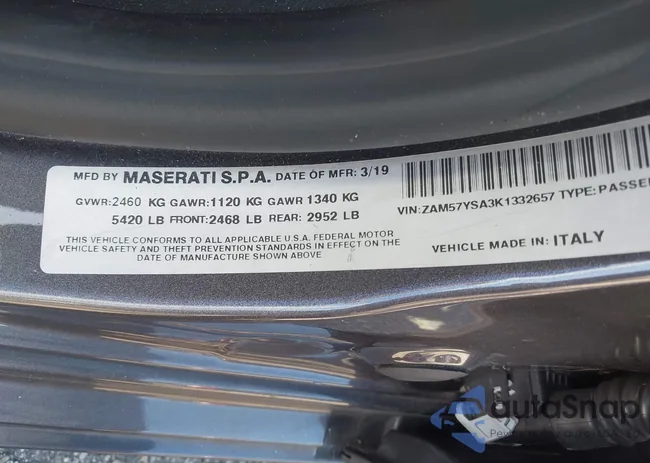 MFD BY MASERATI S.P.A. DATE OF MFR: 3/19
GVWR:2460 KG GAWR:1120 KG GAWR 1340 KG
5420 LB FRONT:2468 LB REAR: 2952 LB
THIS VEHICLE CONFORMS TO ALL APPLICABLE U.S.A. FEDERAL MOTOR
VEHICLE SAFETY AND THEFT PREVENTION STANDARDS IN EFFECT ON THE
DATE OF MANUFACTURE SHOWN ABOVE
VIN:ZAM57YSA3K1332657 TYPE: PASSE
VEHICLE MADE IN: ITALY
autoSnap